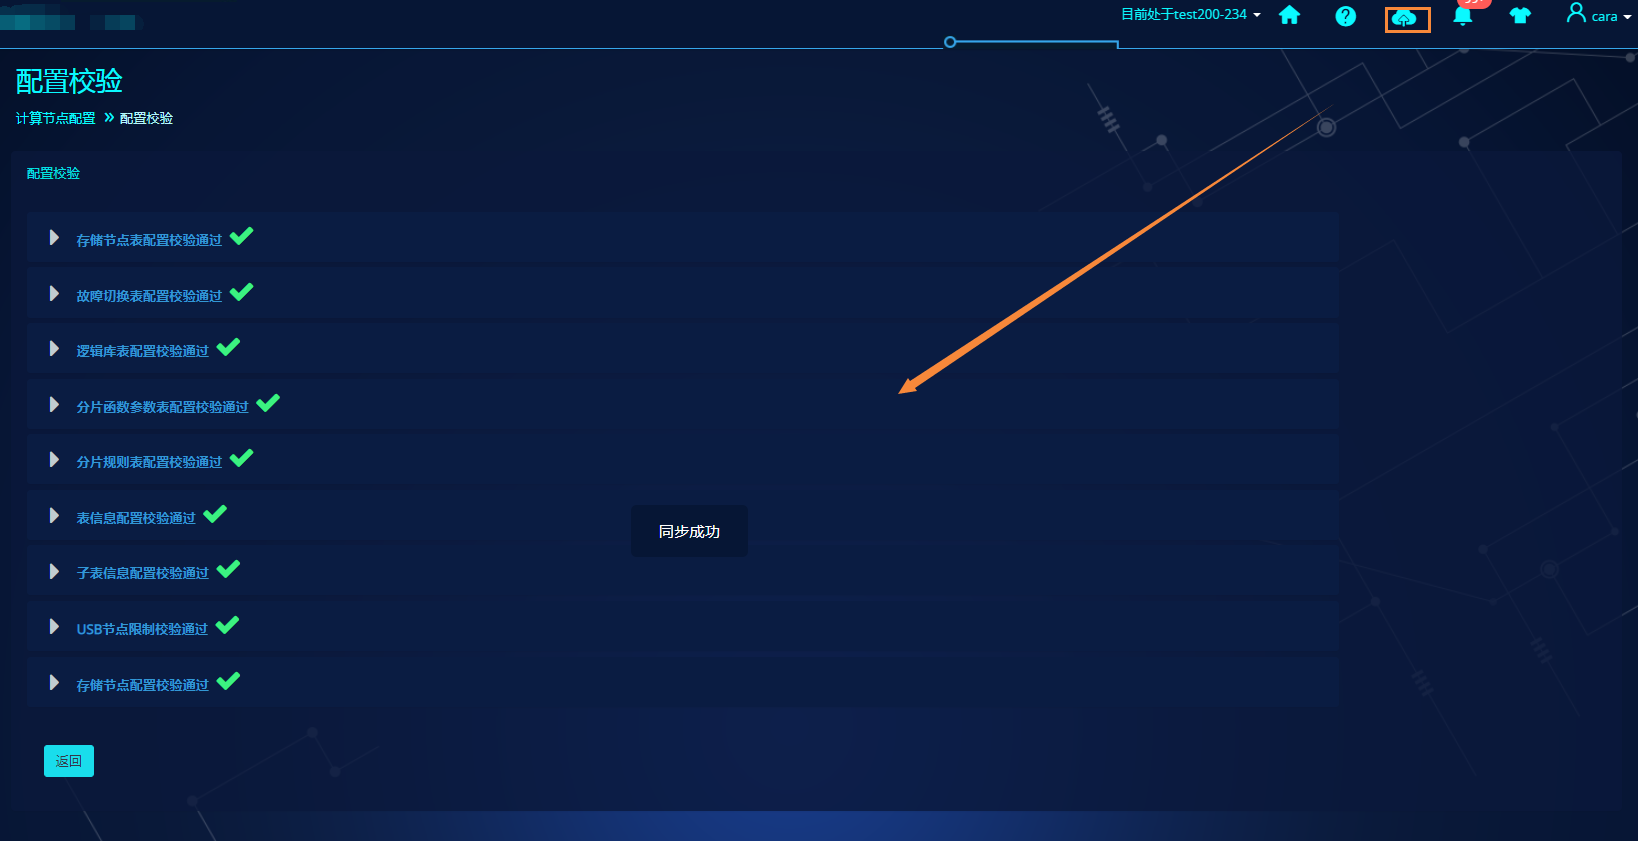 目前处于test200-234
cara
配置校验
计算节点配置 » 配置校验
配置校验
存储节点表配置校验通过
故障切换表配置校验通过
逻辑库表配置校验通过
分片函数参数表配置校验通过
分片规则表配置校验通过
表信息配置校验通过
同步成功
子表信息配置校验通过
USB节点限制校验通过
存储节点配置校验通过
返回